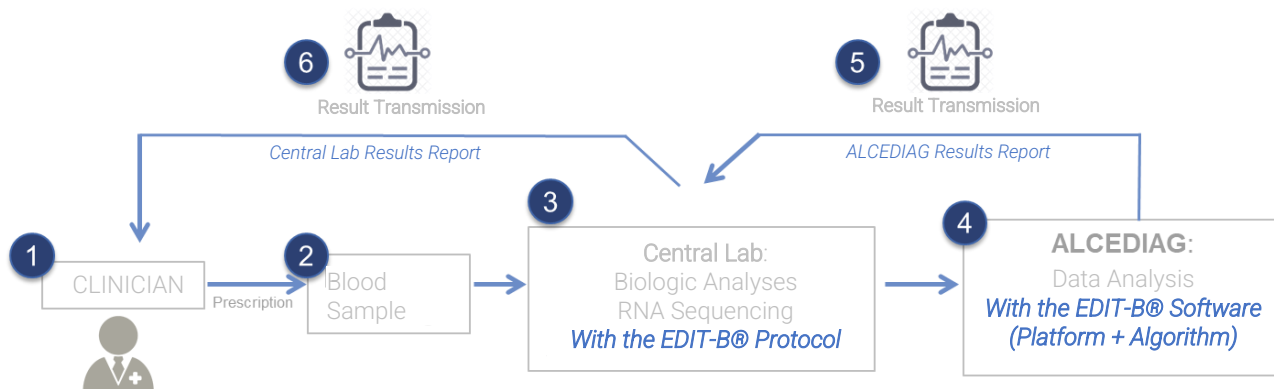 6
5
Result Transmission
Result Transmission
Central Lab Results Report
ALCEDIAG Results Report
1
CLINICIAN
Prescription
2
Blood
Sample
3
Central Lab:
Biologic Analyses
RNA Sequencing
With the EDIT-B® Protocol
4
ALCEDIAG:
Data Analysis
With the EDIT-B® Software
(Platform + Algorithm)